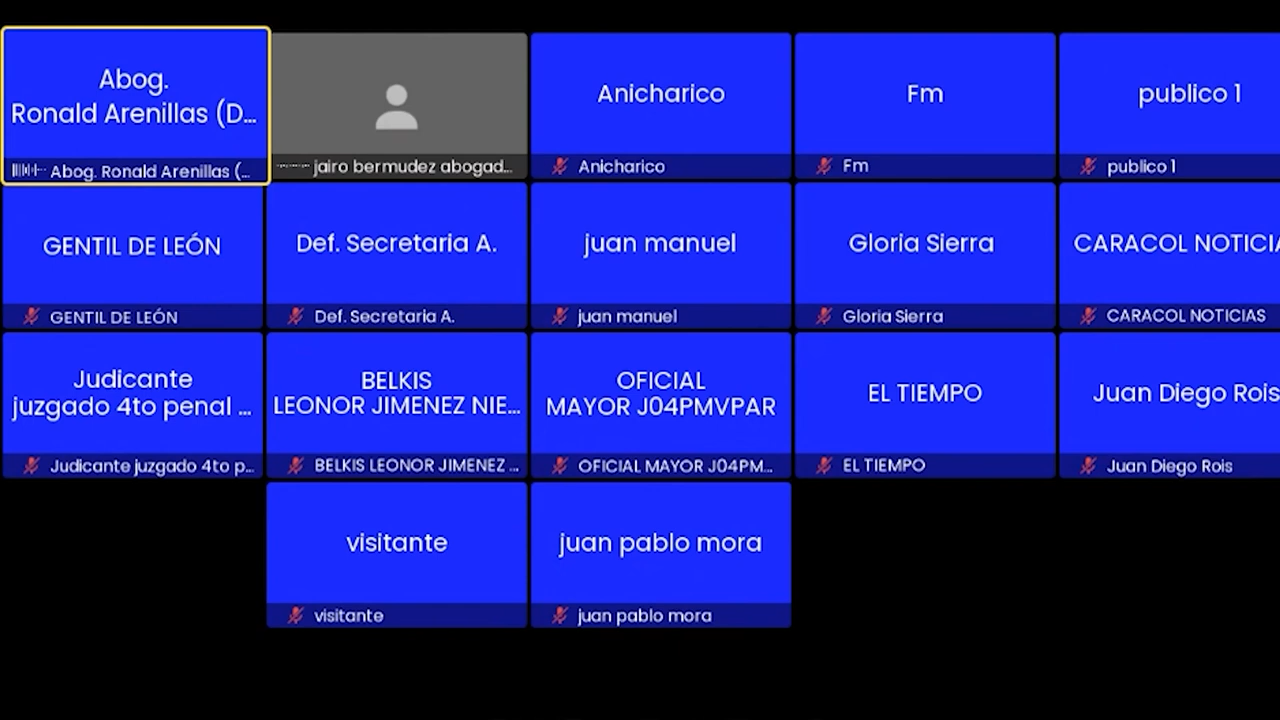 Abog.
Ronald Arenillas (D...
Abog. Ronald Arenillas (...
jairo bermudez abogad...
Anicharico
Anicharico
Fm
Fm
publico 1
publico 1
GENTIL DE LEÓN
GENTIL DE LEÓN
Def. Secretaria A.
Def. Secretaria A.
juan manuel
juan manuel
Gloria Sierra
Gloria Sierra
CARACOL NOTICIA
CARACOL NOTICIAS
Judicante
juzgado 4to penal ...
Judicante juzgado 4to p...
BELKIS
LEONOR JIMENEZ NIE...
BELKIS LEONOR JIMENEZ ...
OFICIAL
MAYOR J04PMVPAR
OFICIAL MAYOR J04PM...
EL TIEMPO
EL TIEMPO
Juan Diego Rois
Juan Diego Rois
visitante
visitante
juan pablo mora
juan pablo mora